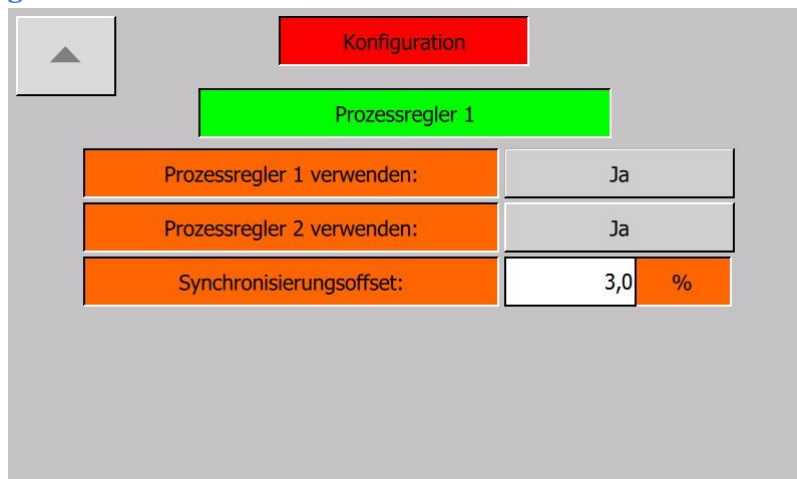 Konfiguration
Prozessregler 1
Prozessregler 1 verwenden: Ja
Prozessregler 2 verwenden: Ja
Synchronisierungsoffset: 3,0 %